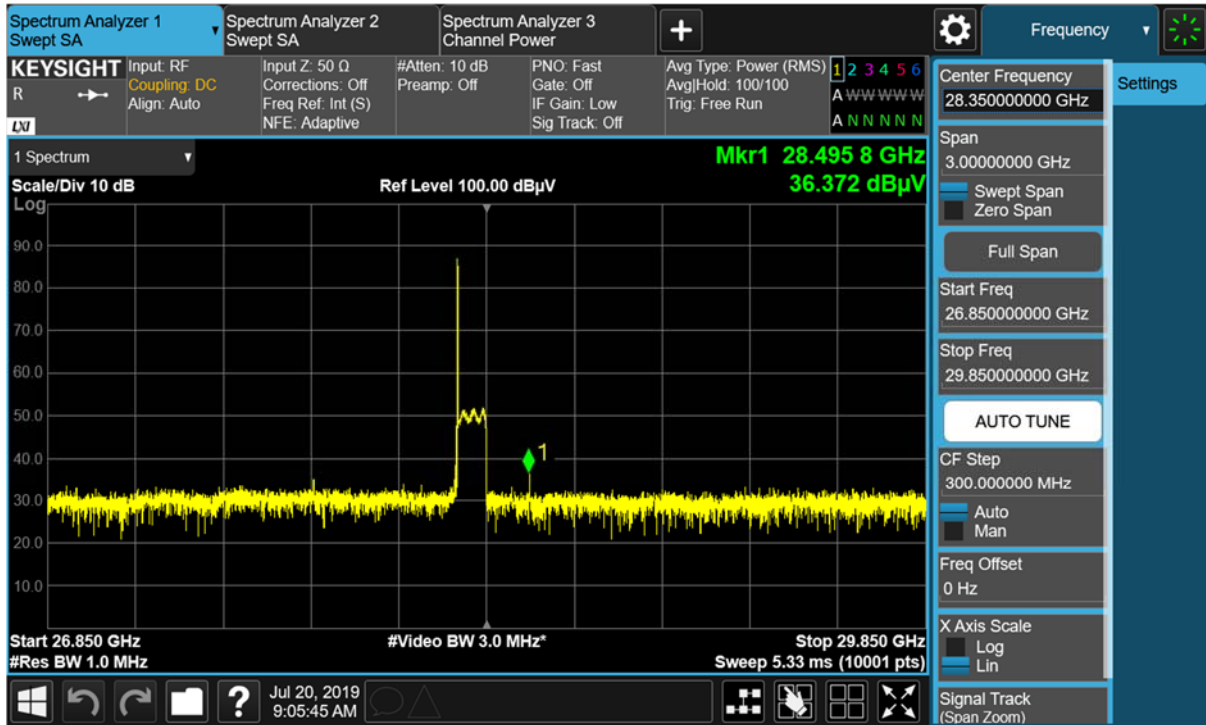 Spectrum Analyzer 1
Swept SA
Spectrum Analyzer 2
Swept SA
Spectrum Analyzer 3
Channel Power
Frequency
KEYSIGHT
R
LXI
Input: RF
Coupling: DC
Align: Auto
Input Z: 50 Ω
Corrections: Off
Freq Ref: Int (S)
NFE: Adaptive
#Atten: 10 dB
Preamp: Off
PNO: Fast
Gate: Off
IF Gain: Low
Sig Track: Off
Avg Type: Power (RMS)
Avg|Hold: 100/100
Trig: Free Run
1 2 3 4 5 6
A W W W W W
A N N N N N
1 Spectrum
Scale/Div 10 dB
Ref Level 100.00 dBµV
Mkr1 28.495 8 GHz
36.372 dBµV
Log
90.0
80.0
70.0
60.0
50.0
40.0
30.0
20.0
10.0
1
Start 26.850 GHz
#Video BW 3.0 MHz*
Stop 29.850 GHz
#Res BW 1.0 MHz
Sweep 5.33 ms (10001 pts)
?
Jul 20, 2019
9:05:45 AM
Center Frequency
28.350000000 GHz
Settings
Span
3.00000000 GHz
Swept Span
Zero Span
Full Span
Start Freq
26.850000000 GHz
Stop Freq
29.850000000 GHz
AUTO TUNE
CF Step
300.000000 MHz
Auto
Man
Freq Offset
0 Hz
X Axis Scale
Log
Lin
Signal Track
(Span Zoom)